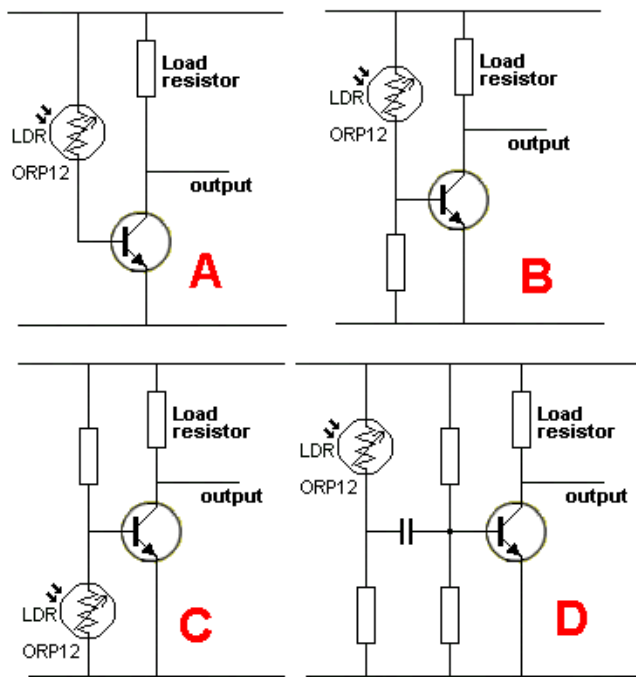 Load
resistor
LDR
ORP12
output
A
Load
resistor
LDR
ORP12
output
B
Load
resistor
output
LDR
ORP12
C
Load
resistor
LDR
ORP12
output
D